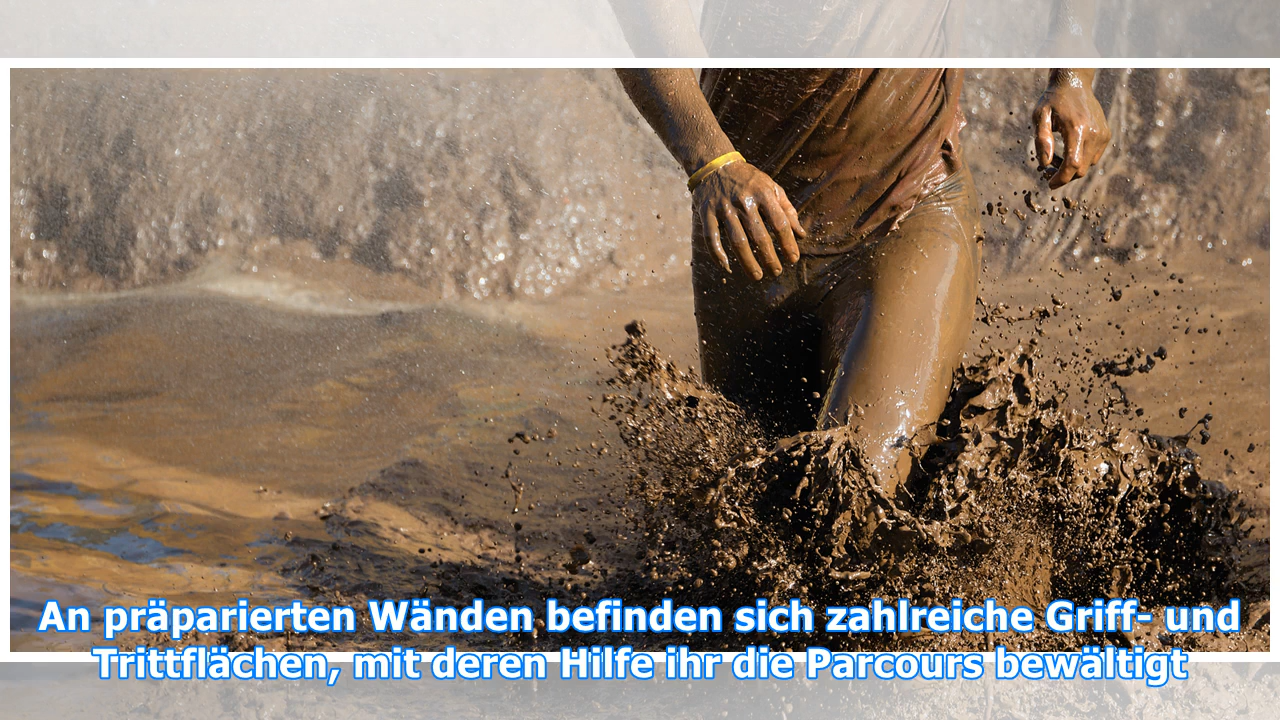 An präparierten Wänden befinden sich zahlreiche Griff- und
Trittflächen, mit deren Hilfe ihr die Parcours bewältigt